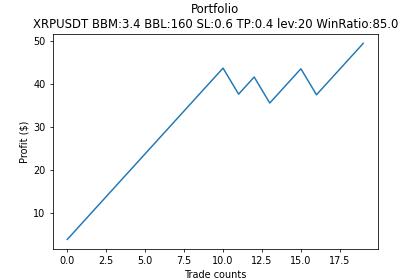 Portfolio
XRPUSDT BBM:3.4 BBL:160 SL:0.6 TP:0.4 lev:20 WinRatio:85.0
50
40
30
20
10
Profit ($)
0.0 2.5 5.0 7.5 10.0 12.5 15.0 17.5
Trade counts